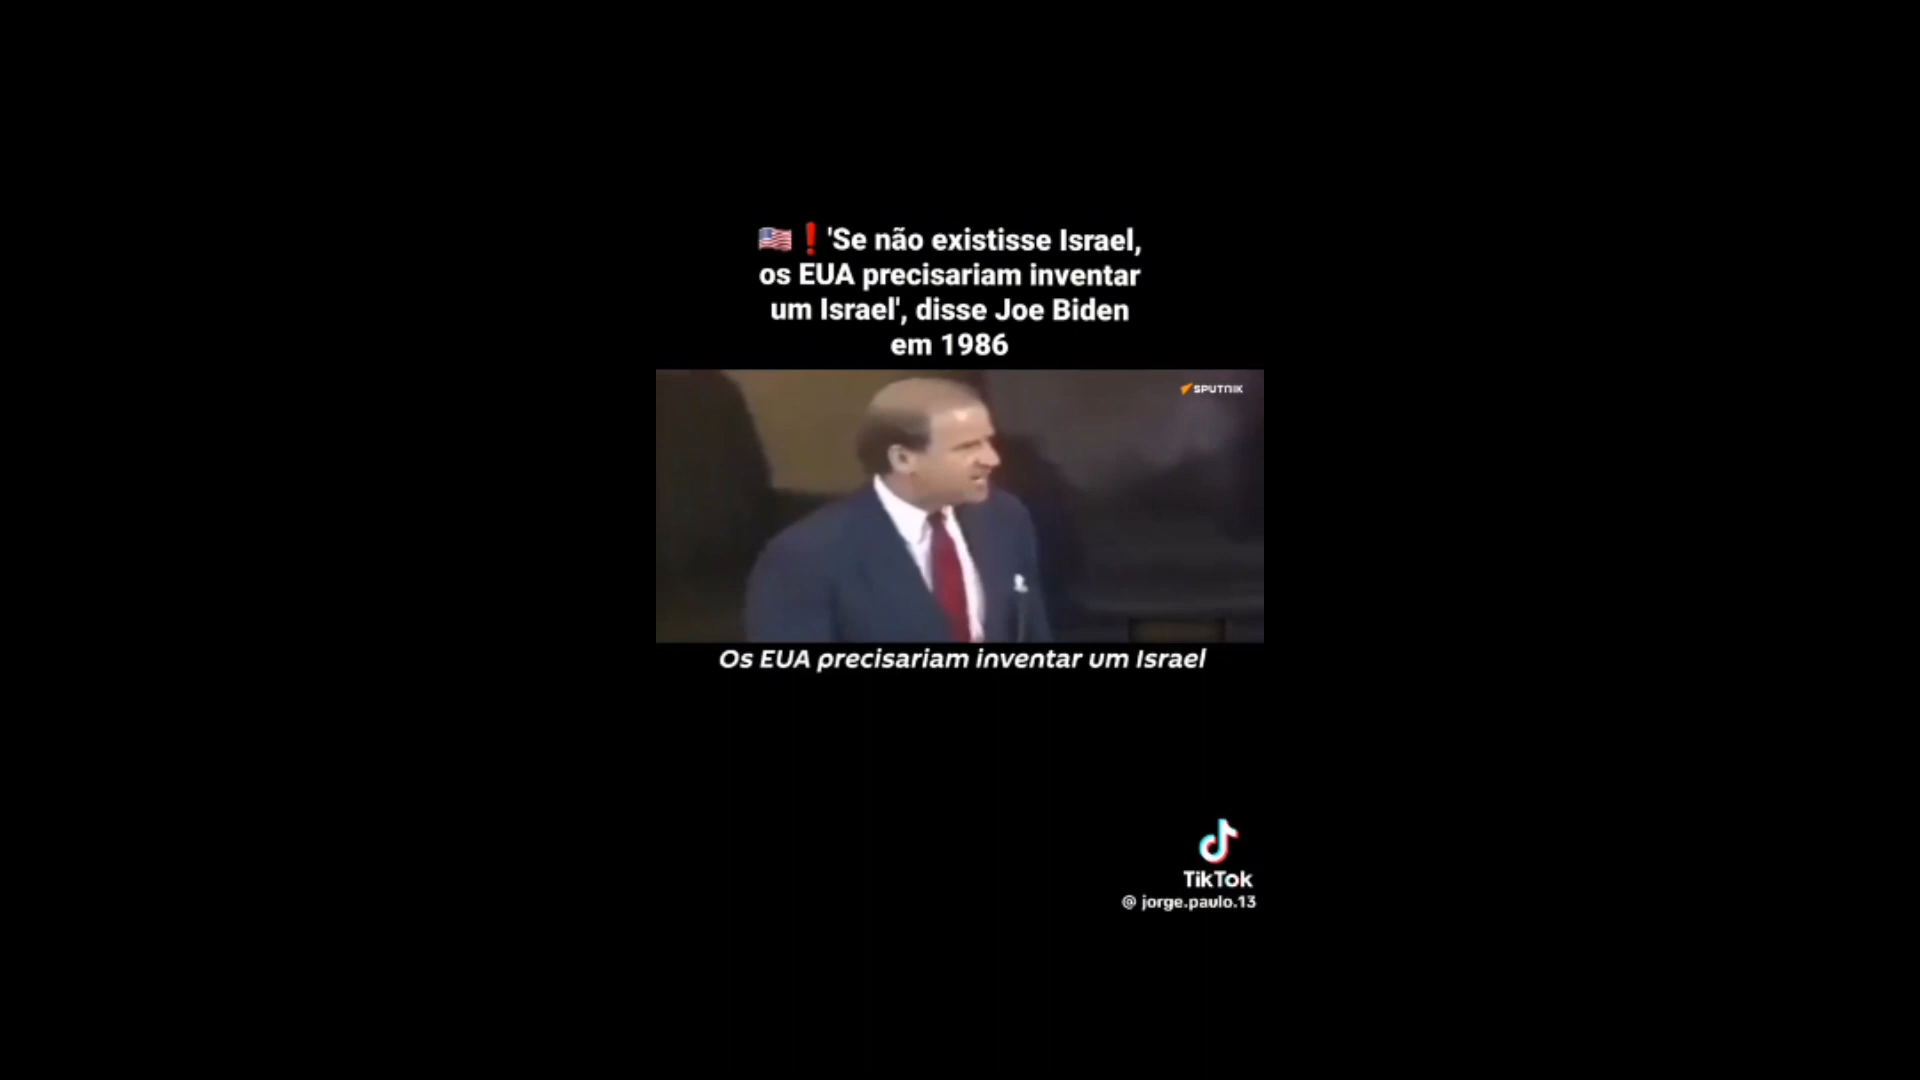 🇺🇸❗'Se não existisse Israel,
os EUA precisariam inventar
um Israel', disse Joe Biden
em 1986
SPUTNIK
Os EUA precisariam inventar um Israel
TikTok
@ jorge.paulo.13